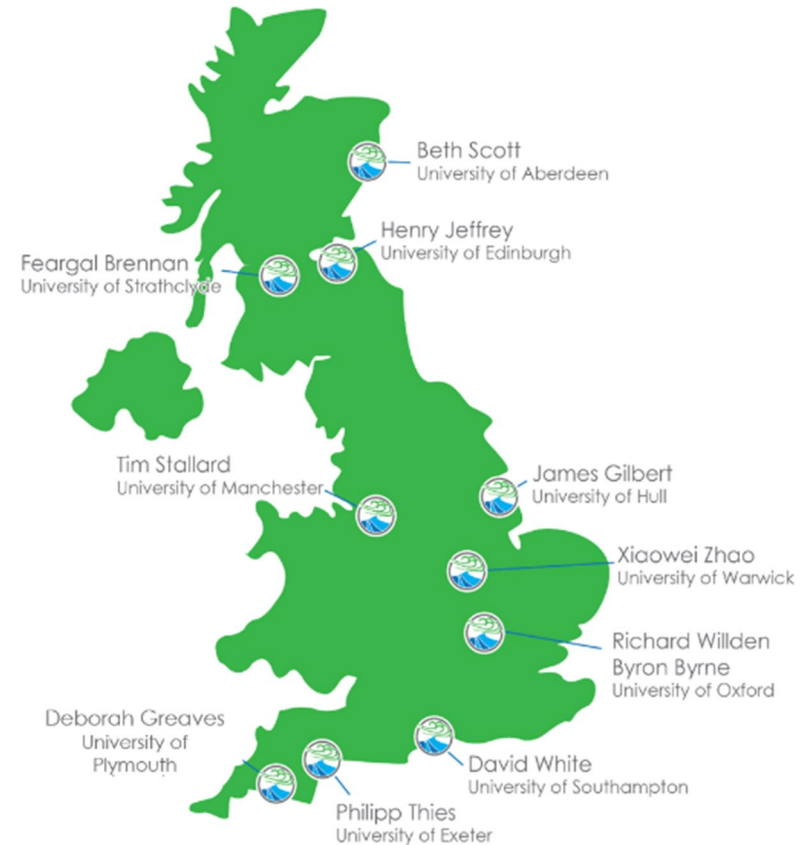 Beth Scott
University of Aberdeen
Henry Jeffrey
University of Edinburgh
Feargal Brennan
University of Strathclyde
Tim Stallard
University of Manchester
James Gilbert
University of Hull
Xiaowei Zhao
University of Warwick
Richard Willden
Byron Byrne
University of Oxford
Deborah Greaves
University of
Plymouth
David White
University of Southampton
Philipp Thies
University of Exeter